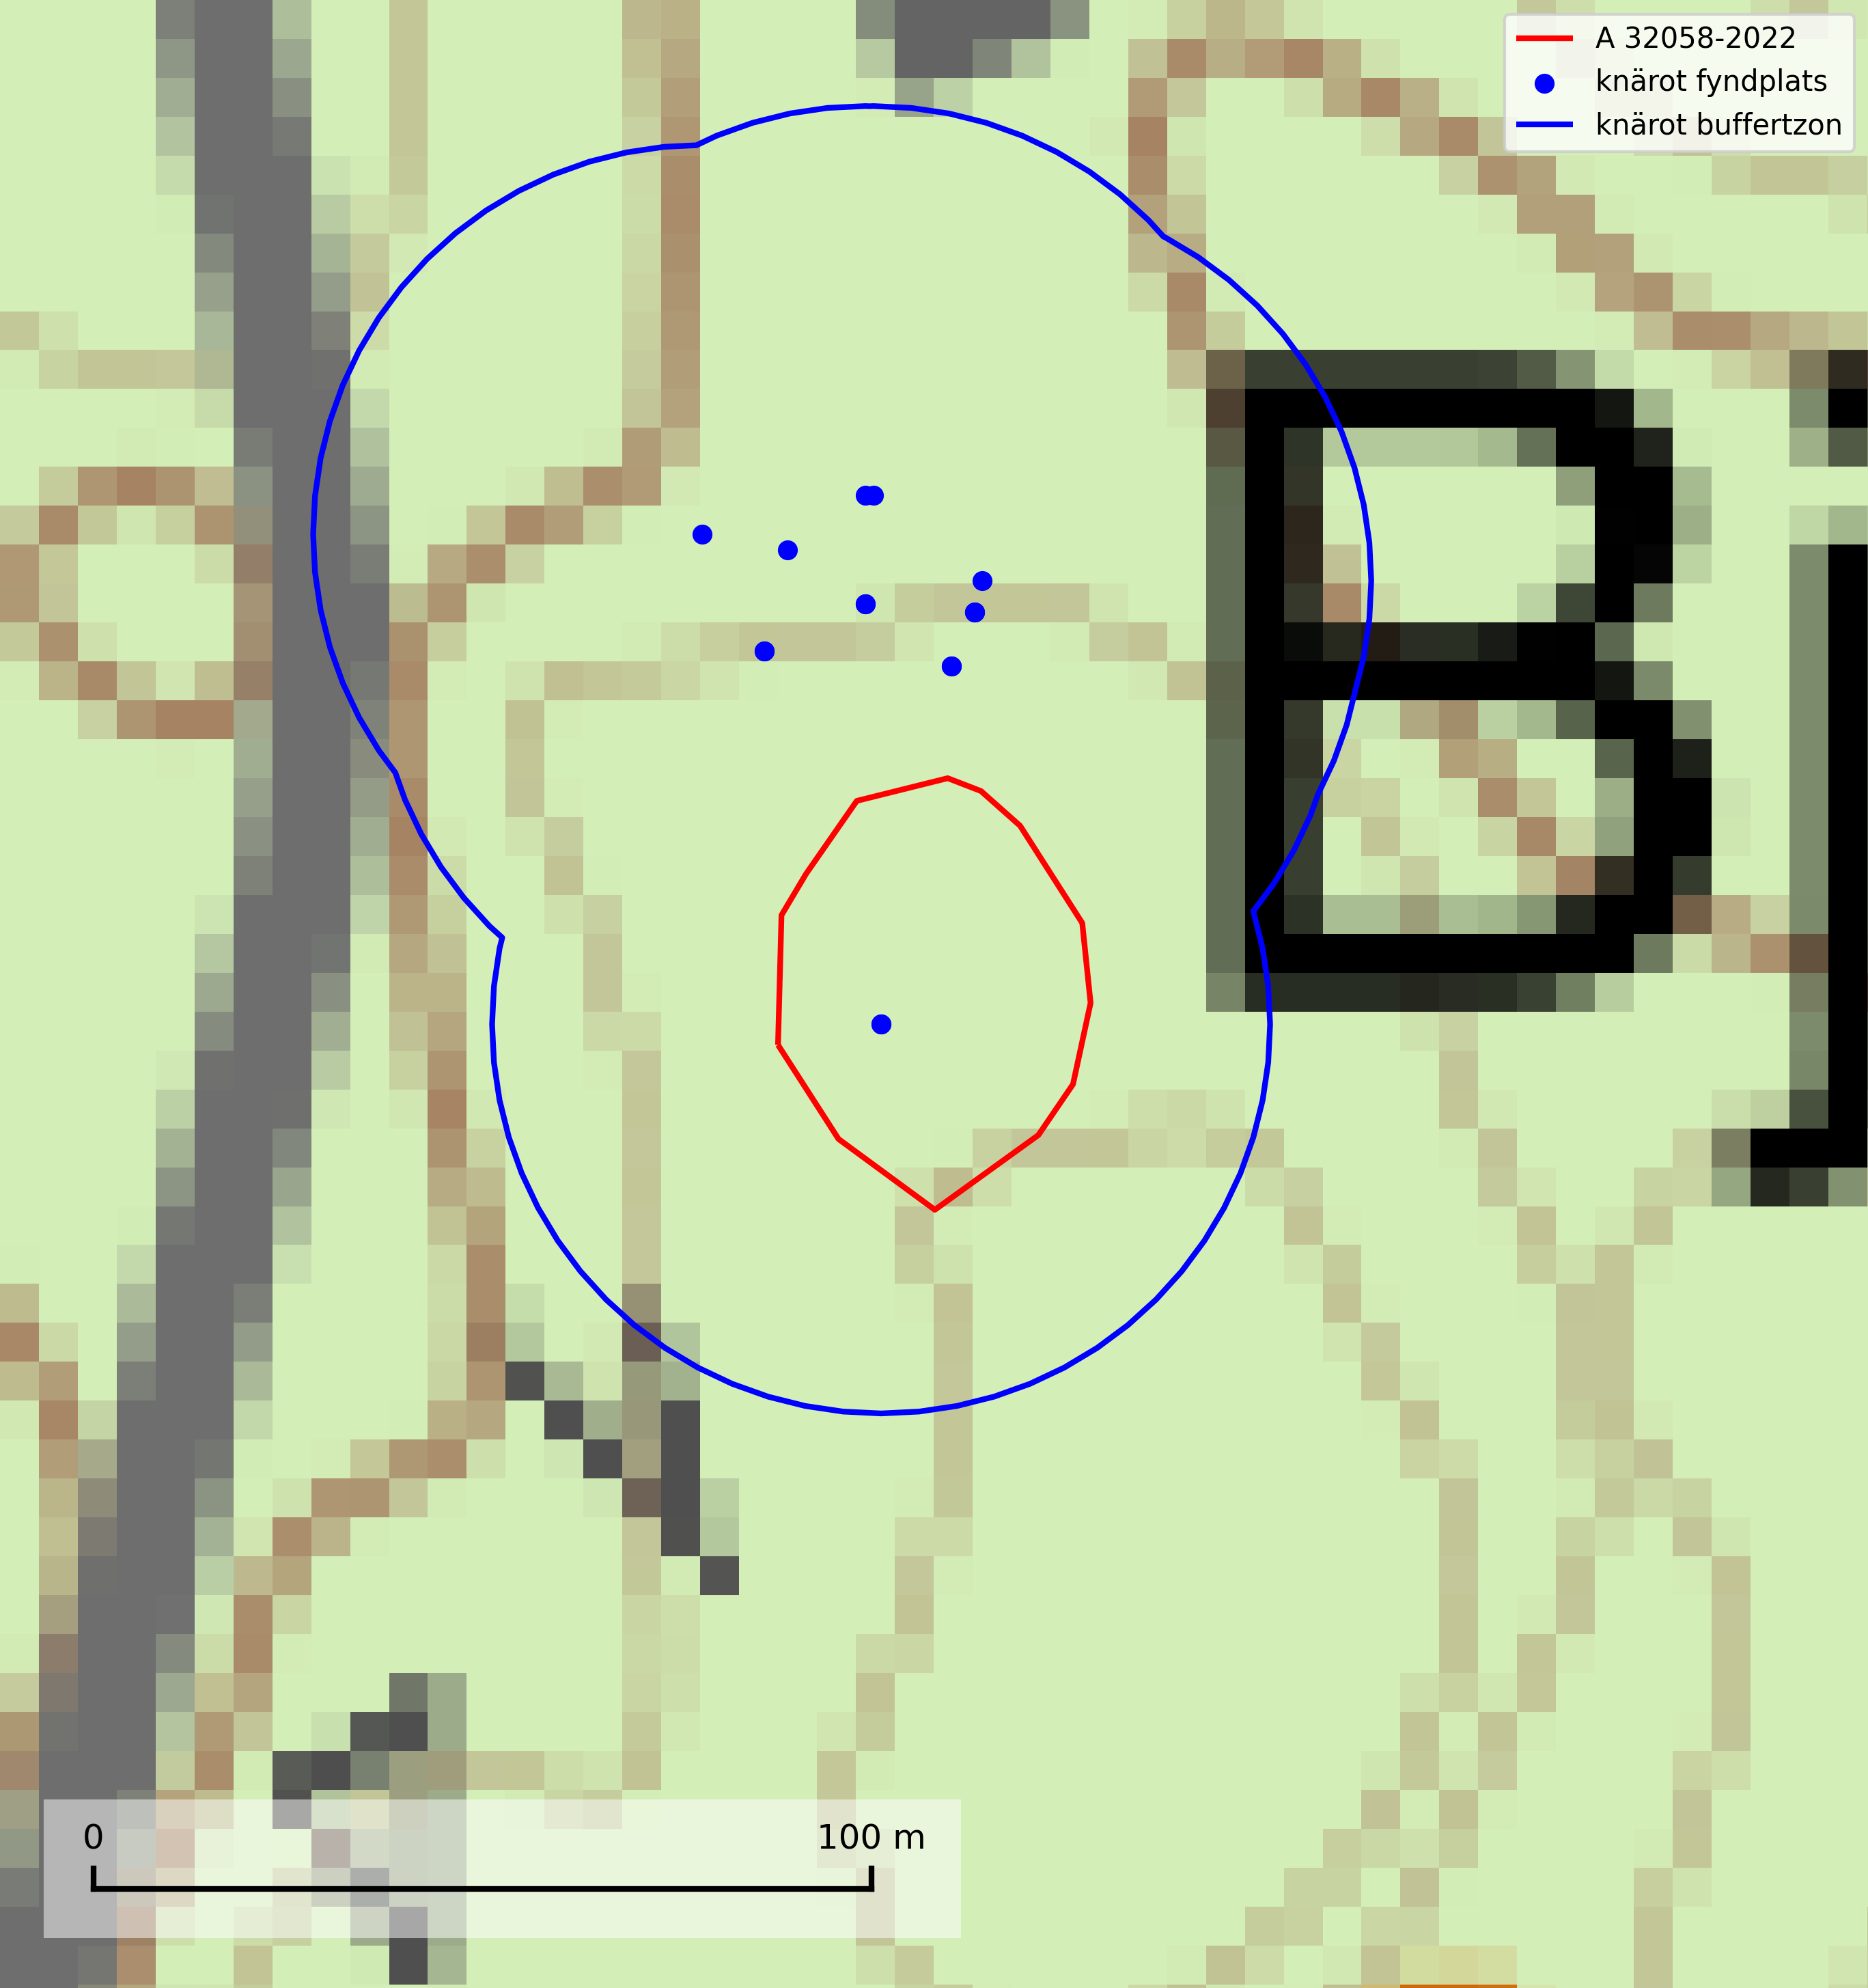 A 32058-2022
knärot fyndplats
knärot buffertzon
B
0 100 m